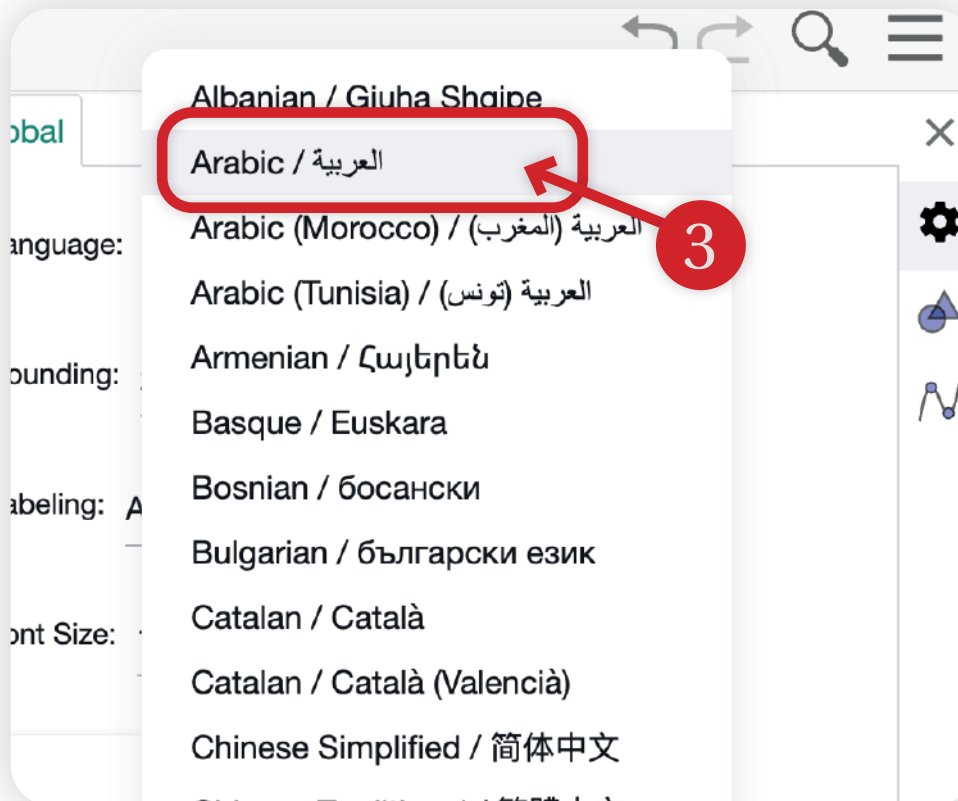 Albanian / Gjuha Shqipe
obal
Arabic / العربية
Arabic (Morocco) / العربية (المغرب)
anguage:
3
Arabic (Tunisia) / العربية (تونس)
Armenian / Հայերեն
ounding:
Basque / Euskara
Bosnian / босански
abeling: A
Bulgarian / български език
Catalan / Català
ont Size:
Catalan / Català (Valencià)
Chinese Simplified / 简体中文